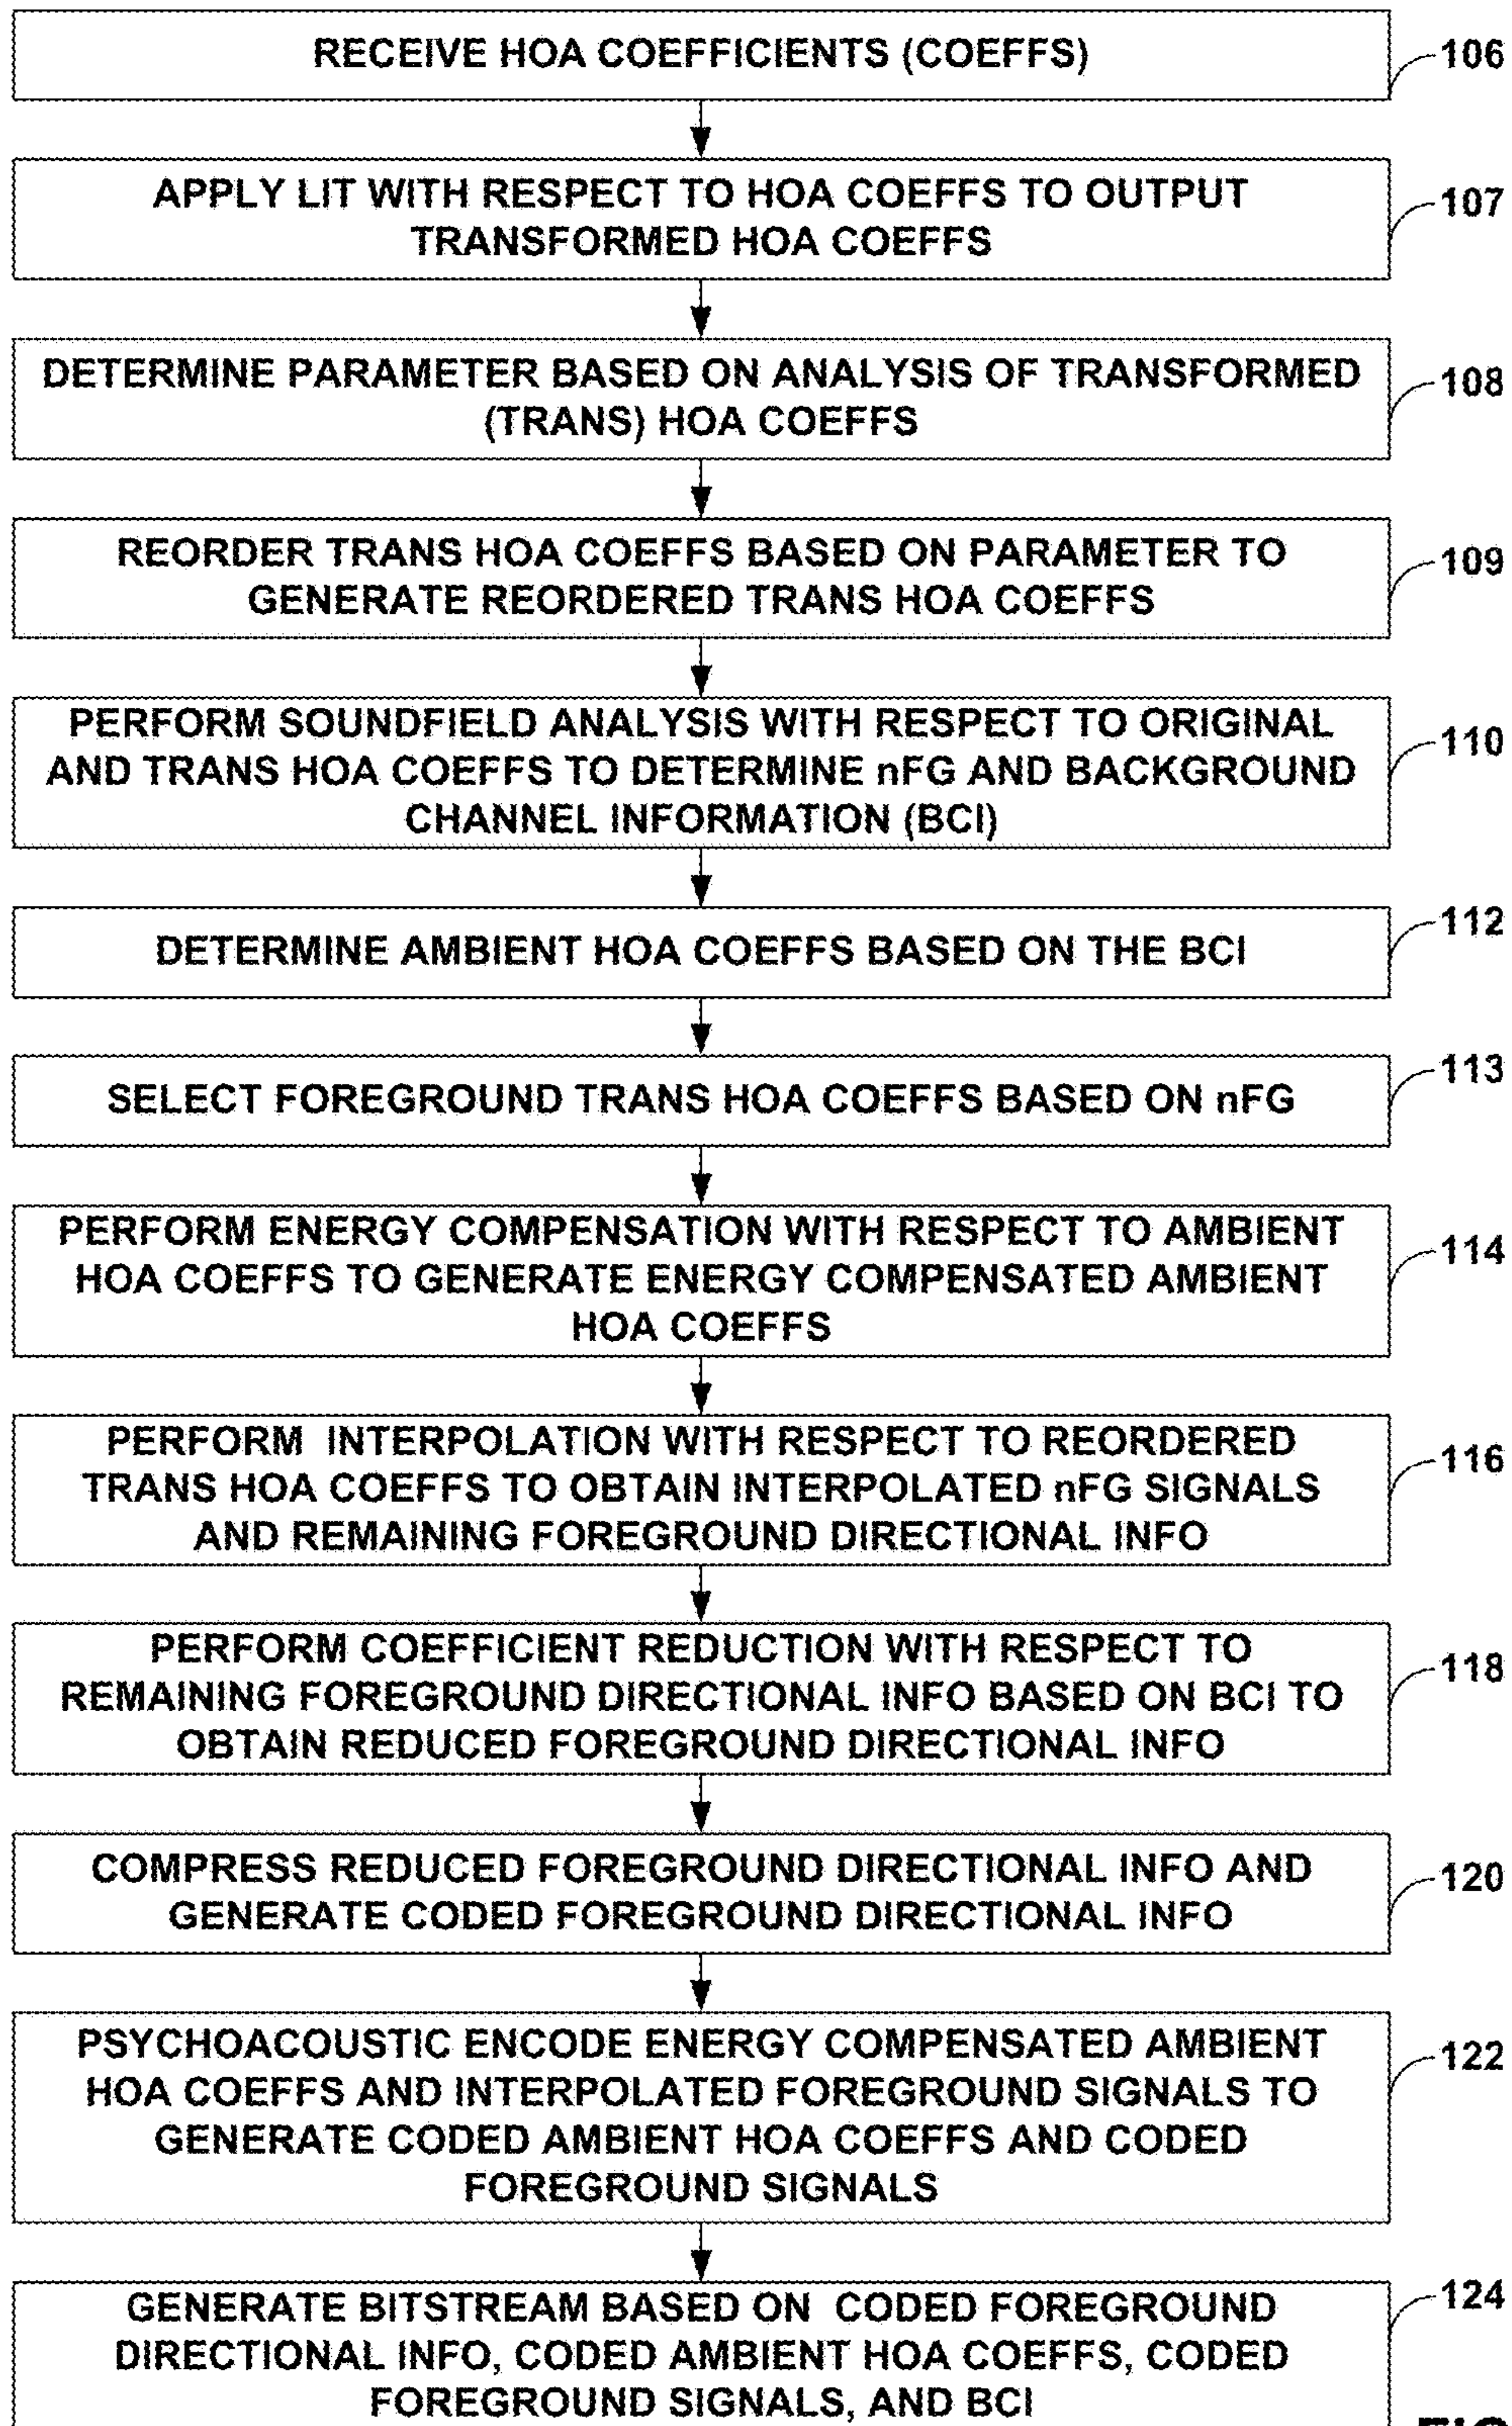 RECEIVE HOA COEFFICIENTS (COEFFS)
106
APPLY LIT WITH RESPECT TO HOA COEFFS TO OUTPUT
TRANSFORMED HOA COEFFS
107
DETERMINE PARAMETER BASED ON ANALYSIS OF TRANSFORMED
(TRANS) HOA COEFFS
108
REORDER TRANS HOA COEFFS BASED ON PARAMETER TO
GENERATE REORDERED TRANS HOA COEFFS
109
PERFORM SOUNDFIELD ANALYSIS WITH RESPECT TO ORIGINAL
AND TRANS HOA COEFFS TO DETERMINE nFG AND BACKGROUND
CHANNEL INFORMATION (BCI)
110
DETERMINE AMBIENT HOA COEFFS BASED ON THE BCI
112
SELECT FOREGROUND TRANS HOA COEFFS BASED ON nFG
113
PERFORM ENERGY COMPENSATION WITH RESPECT TO AMBIENT
HOA COEFFS TO GENERATE ENERGY COMPENSATED AMBIENT
HOA COEFFS
114
PERFORM INTERPOLATION WITH RESPECT TO REORDERED
TRANS HOA COEFFS TO OBTAIN INTERPOLATED nFG SIGNALS
AND REMAINING FOREGROUND DIRECTIONAL INFO
116
PERFORM COEFFICIENT REDUCTION WITH RESPECT TO
REMAINING FOREGROUND DIRECTIONAL INFO BASED ON BCI TO
OBTAIN REDUCED FOREGROUND DIRECTIONAL INFO
118
COMPRESS REDUCED FOREGROUND DIRECTIONAL INFO AND
GENERATE CODED FOREGROUND DIRECTIONAL INFO
120
PSYCHOACOUSTIC ENCODE ENERGY COMPENSATED AMBIENT
HOA COEFFS AND INTERPOLATED FOREGROUND SIGNALS TO
GENERATE CODED AMBIENT HOA COEFFS AND CODED
FOREGROUND SIGNALS
122
GENERATE BITSTREAM BASED ON CODED FOREGROUND
DIRECTIONAL INFO, CODED AMBIENT HOA COEFFS, CODED
FOREGROUND SIGNALS, AND BCI
124